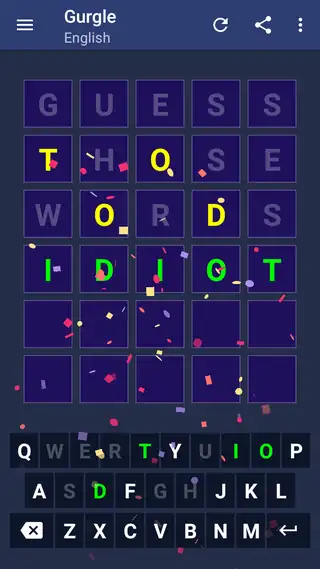 Gurgle
English
GUESS
THOSE
WORDS
IDIOT
QWERTYUIOP
ASDFGHJKL
ZXCVBNM